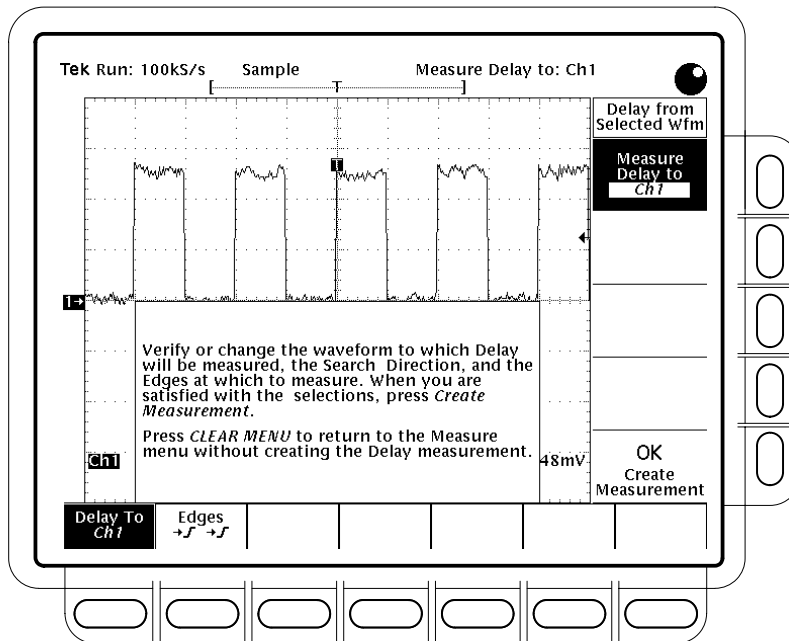 Tek Run: 100kS/s Sample Measure Delay to: Ch1
T
Delay from
Selected Wfm
Measure
Delay to
Ch1
T
1→
Verify or change the waveform to which Delay
will be measured, the Search Direction, and the
Edges at which to measure. When you are
satisfied with the selections, press Create
Measurement.
Press CLEAR MENU to return to the Measure
menu without creating the Delay measurement.
Ch1
48mV
OK
Create
Measurement
Delay To
Ch1
Edges